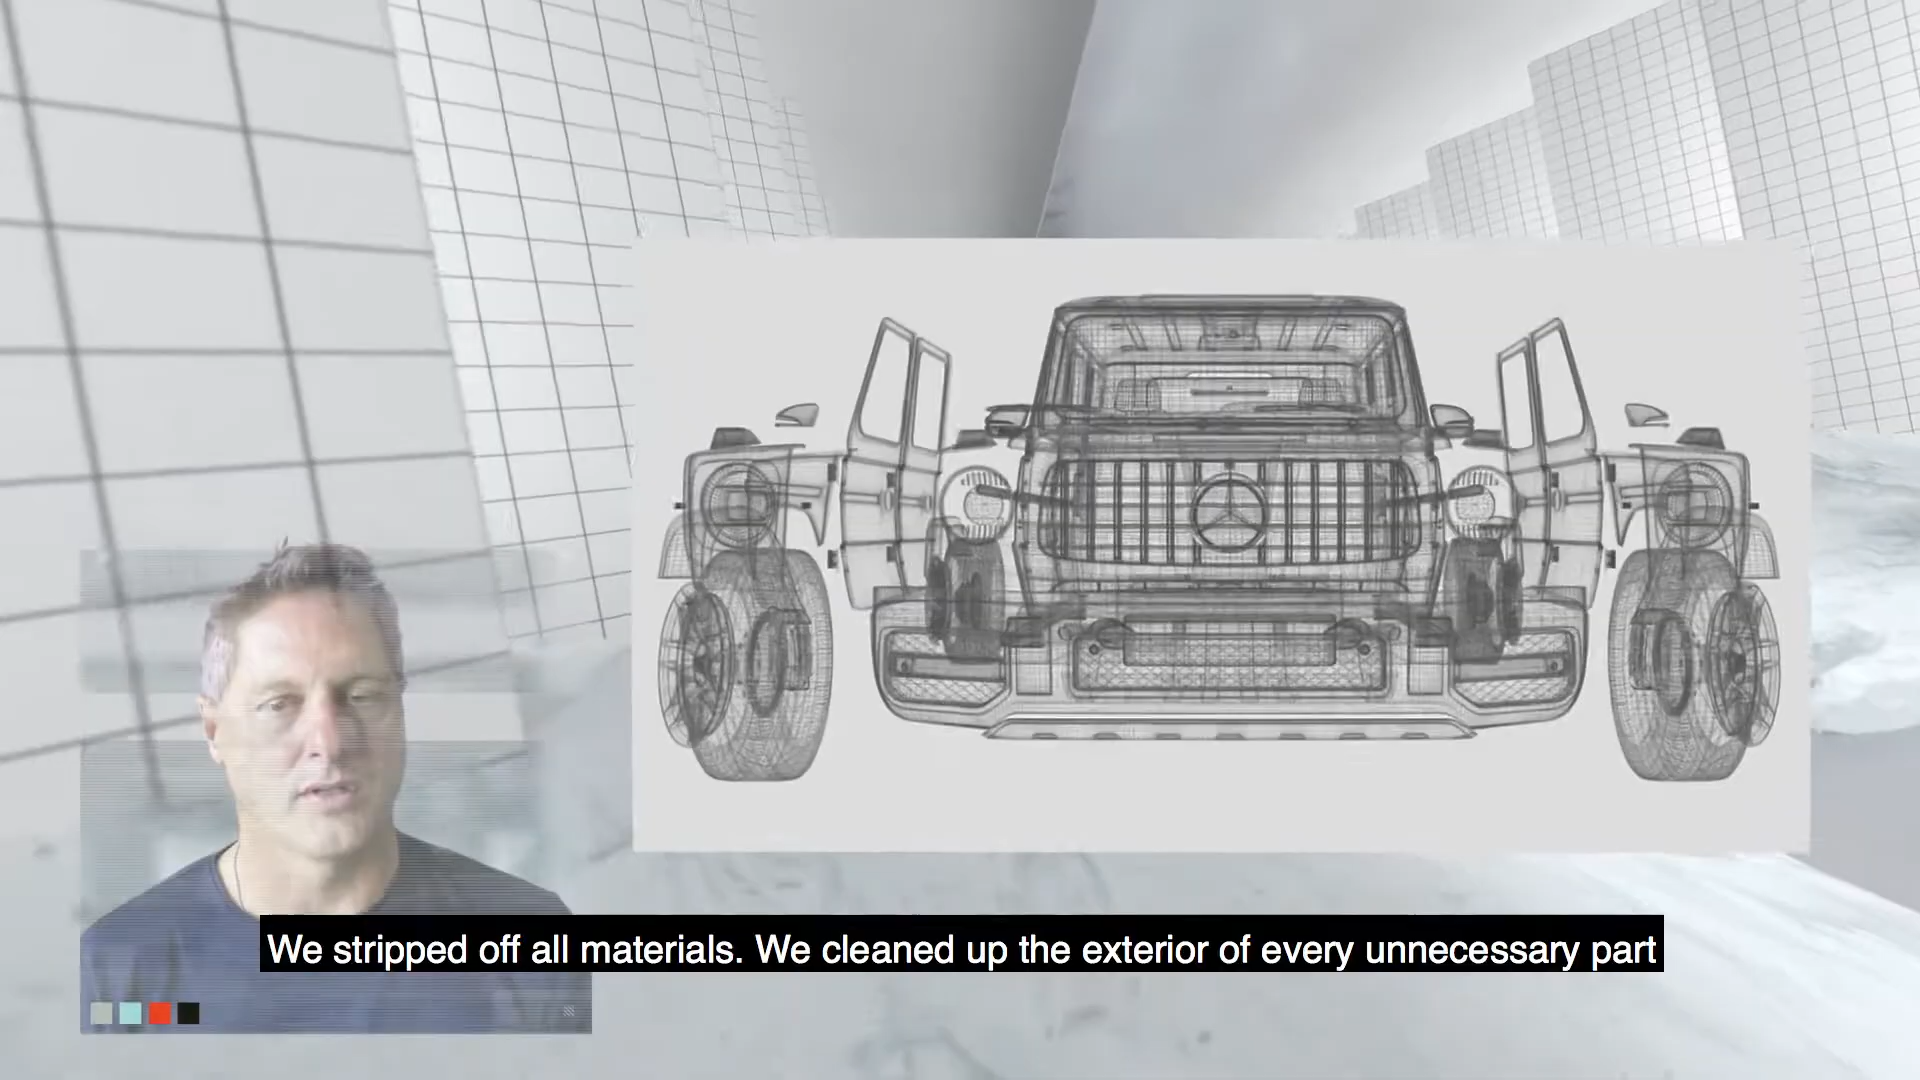 We stripped off all materials. We cleaned up the exterior of every unnecessary part